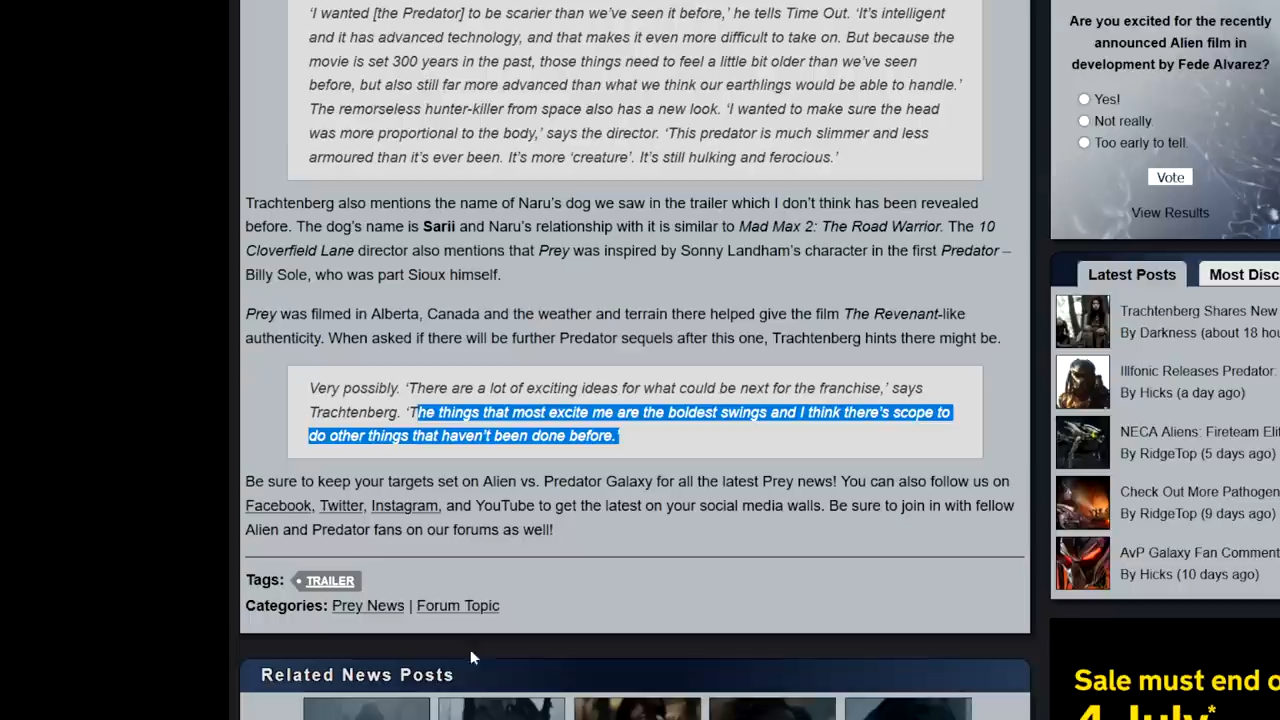 'I wanted [the Predator] to be scarier than we've seen it before,' he tells Time Out. 'It's intelligent
and it has advanced technology, and that makes it even more difficult to take on. But because the
movie is set 300 years in the past, those things need to feel a little bit older than we've seen
before, but also still far more advanced than what we think our earthlings would be able to handle.'
The remorseless hunter-killer from space also has a new look. 'I wanted to make sure the head
was more proportional to the body,' says the director. 'This predator is much slimmer and less
armoured than it's ever been. It's more 'creature'. It's still hulking and ferocious.'
Trachtenberg also mentions the name of Naru's dog we saw in the trailer which I don't think has been revealed
before. The dog's name is Sarii and Naru's relationship with it is similar to Mad Max 2: The Road Warrior. The 10
Cloverfield Lane director also mentions that Prey was inspired by Sonny Landham's character in the first Predator –
Billy Sole, who was part Sioux himself.
Prey was filmed in Alberta, Canada and the weather and terrain there helped give the film The Revenant-like
authenticity. When asked if there will be further Predator sequels after this one, Trachtenberg hints there might be.
Very possibly. 'There are a lot of exciting ideas for what could be next for the franchise,' says
Trachtenberg. 'The things that most excite me are the boldest swings and I think there's scope to
do other things that haven't been done before.'
Be sure to keep your targets set on Alien vs. Predator Galaxy for all the latest Prey news! You can also follow us on
Facebook, Twitter, Instagram, and YouTube to get the latest on your social media walls. Be sure to join in with fellow
Alien and Predator fans on our forums as well!
Tags: TRAILER
Categories: Prey News | Forum Topic
Related News Posts
Are you excited for the recently
announced Alien film in
development by Fede Alvarez?
Yes!
Not really.
Too early to tell.
Vote
View Results
Latest Posts
Most Disc
Trachtenberg Shares New
By Darkness (about 18 hou
Illfonic Releases Predator:
By Hicks (a day ago)
NECA Aliens: Fireteam Elit
By RidgeTop (5 days ago)
Check Out More Pathogen
By RidgeTop (9 days ago)
AvP Galaxy Fan Comment
By Hicks (10 days ago)
Sale must end o
4 July*